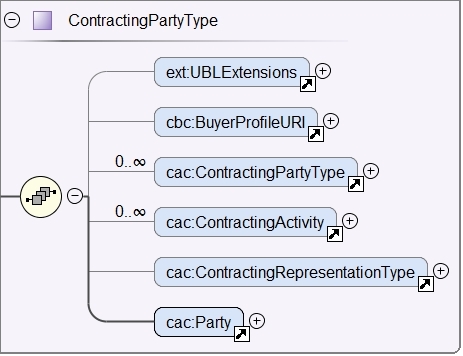 ContractingPartyType
ext:UBLExtensions
cbc:BuyerProfileURI
0..∞
cac:ContractingPartyType
0..∞
cac:ContractingActivity
cac:ContractingRepresentationType
cac:Party